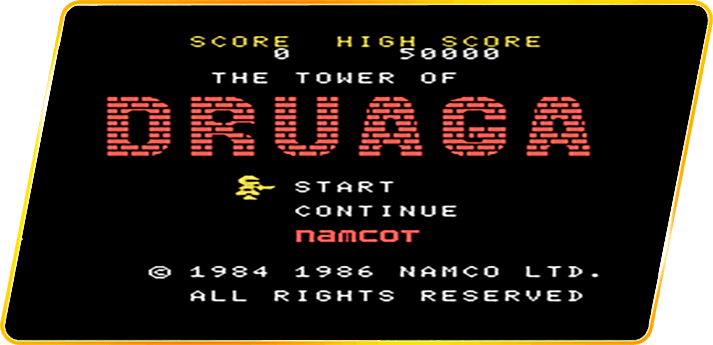 SCORE HIGH SCORE
0 50000
THE TOWER OF
DRUAGA
START
CONTINUE
namcot
© 1984 1986 NAMCO LTD.
ALL RIGHTS RESERVED